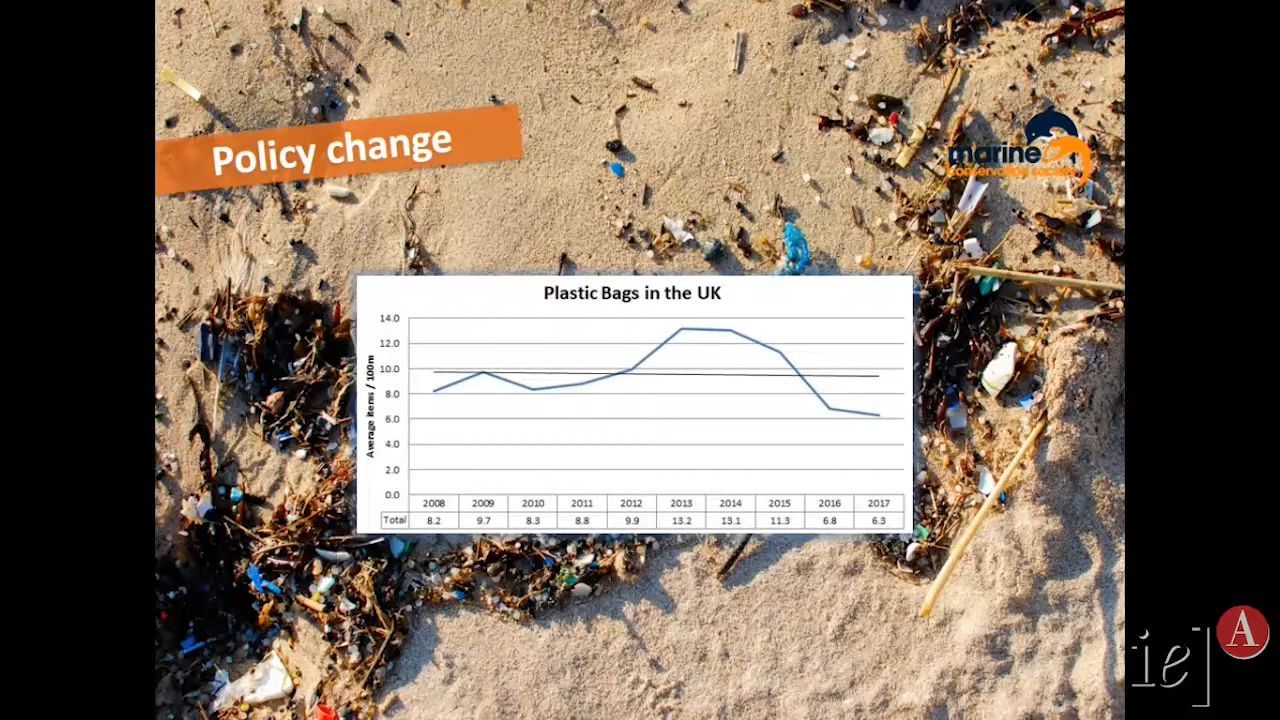 Policy change
marine
conservation society
Plastic Bags in the UK
Average items / 100m
14.0
12.0
10.0
8.0
6.0
4.0
2.0
0.0
2008 2009 2010 2011 2012 2013 2014 2015 2016 2017
Total 8.2 9.7 8.3 8.8 9.9 13.2 13.1 11.3 6.8 6.3
ie]
A